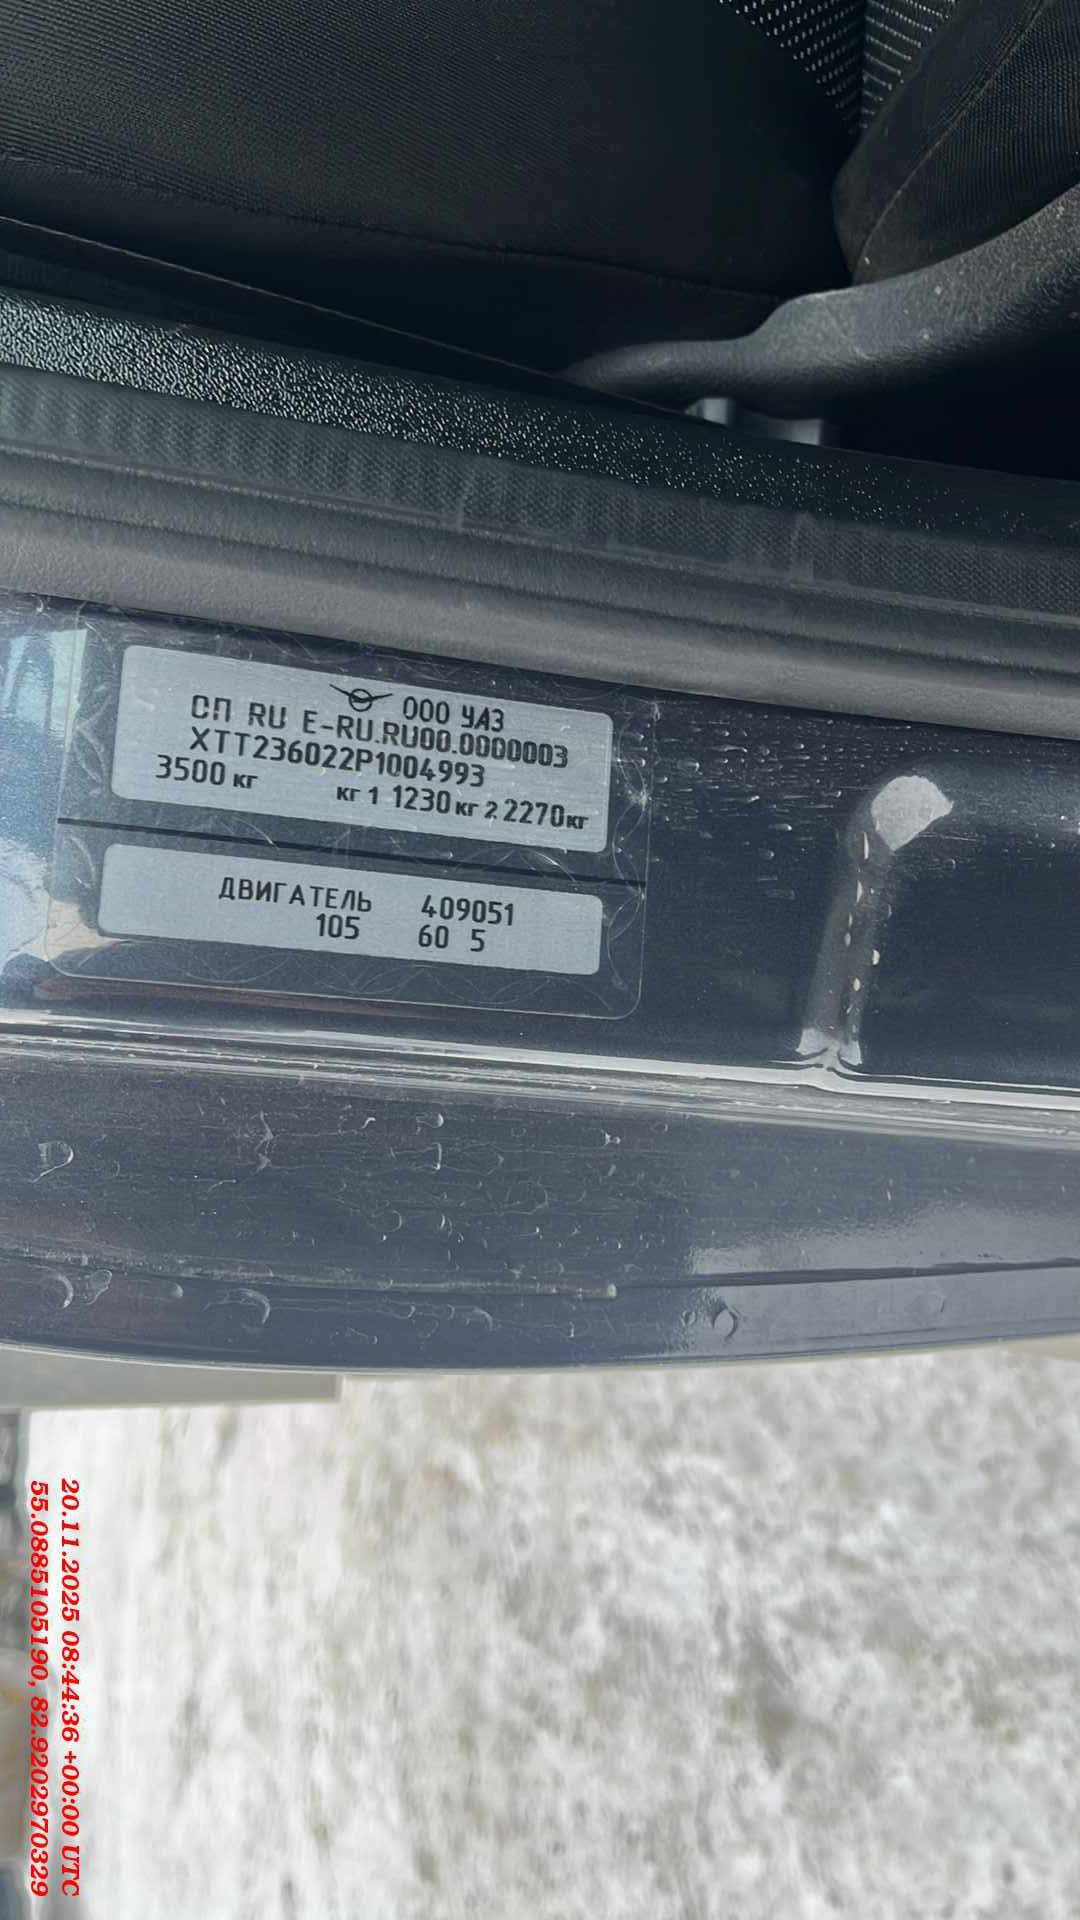 ООО УАЗ
СП RU E-RU.RU00.0000003
XTT236022P1004993
3500 кг
кг 1 1230 кг 2 2270 кг
ДВИГАТЕЛЬ 409051
105 60 5
20.11.2025 08:44:36 +00:00 UTC
55.0885105190, 82.9202970329